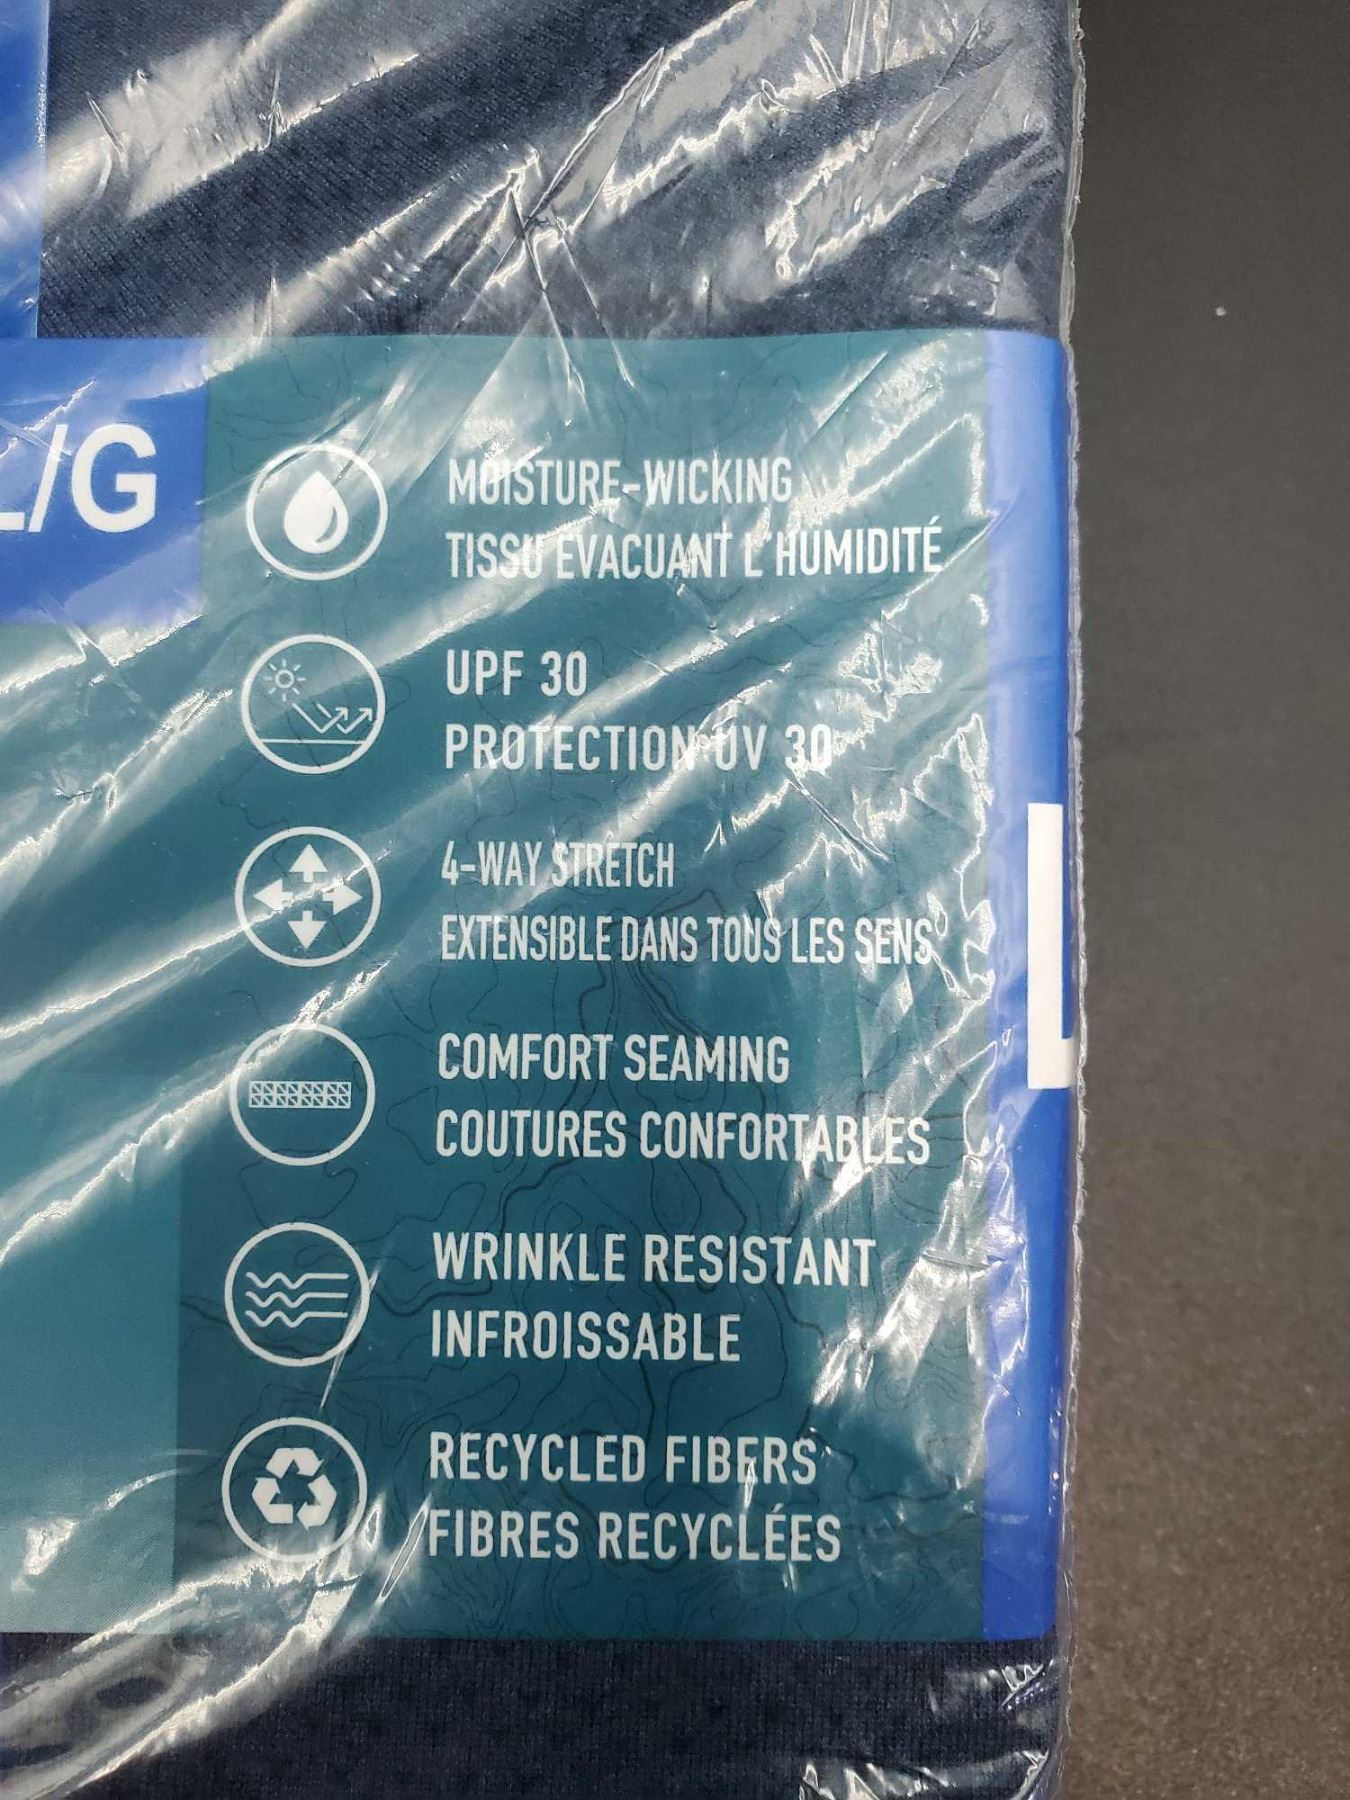 L/G
MOISTURE-WICKING
TISSU ÉVACUANT L'HUMIDITÉ
UPF 30
PROTECTION UV 30
4-WAY STRETCH
EXTENSIBLE DANS TOUS LES SENS
COMFORT SEAMING
COUTURES CONFORTABLES
WRINKLE RESISTANT
INFROISSABLE
RECYCLED FIBERS
FIBRES RECYCLÉES
L